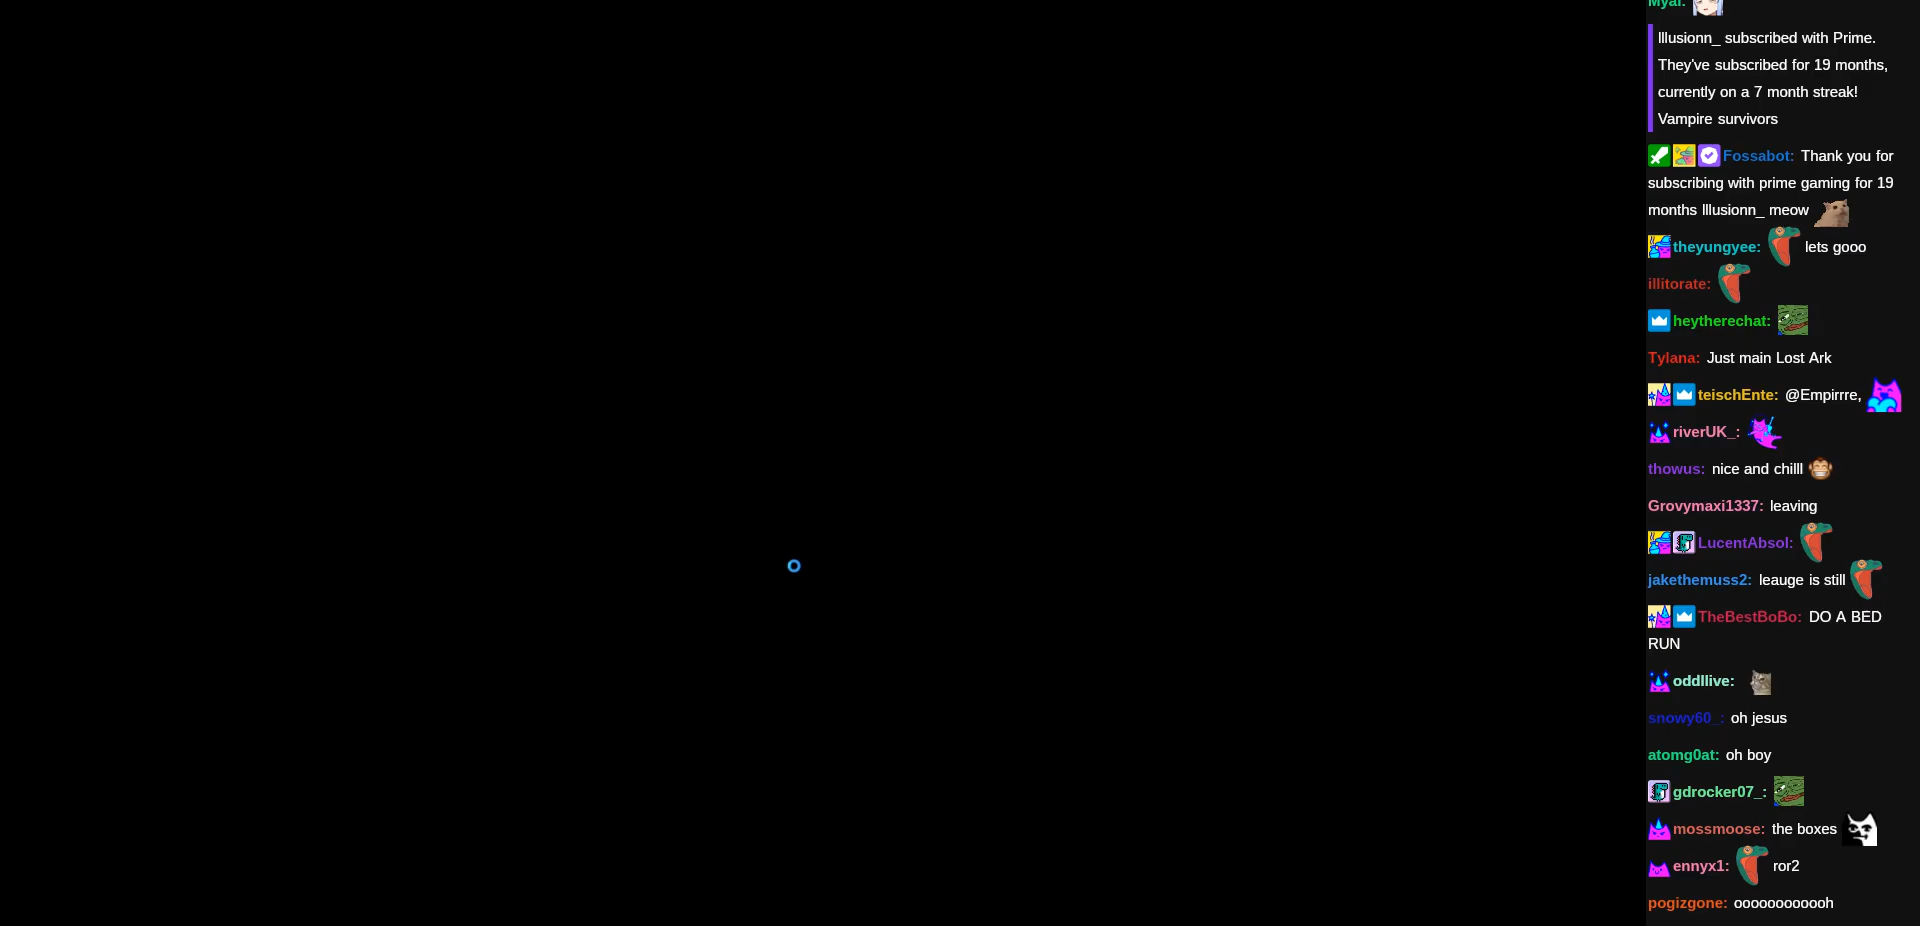 Myai:
Illusionn_ subscribed with Prime.
They've subscribed for 19 months,
currently on a 7 month streak!
Vampire survivors
Fossabot: Thank you for
subscribing with prime gaming for 19
months Illusionn_ meow
theyungyee: lets gooo
illitorate:
heytherechat:
Tylana: Just main Lost Ark
teischEnte: @Empirrre,
riverUK_:
thowus: nice and chilll
Grovymaxi1337: leaving
LucentAbsol:
jakethemuss2: leauge is still
TheBestBoBo: DO A BED
RUN
oddllive:
snowy60_: oh jesus
atomg0at: oh boy
gdrocker07_:
mossmoose: the boxes
ennyx1: ror2
pogizgone: oooooooooooh